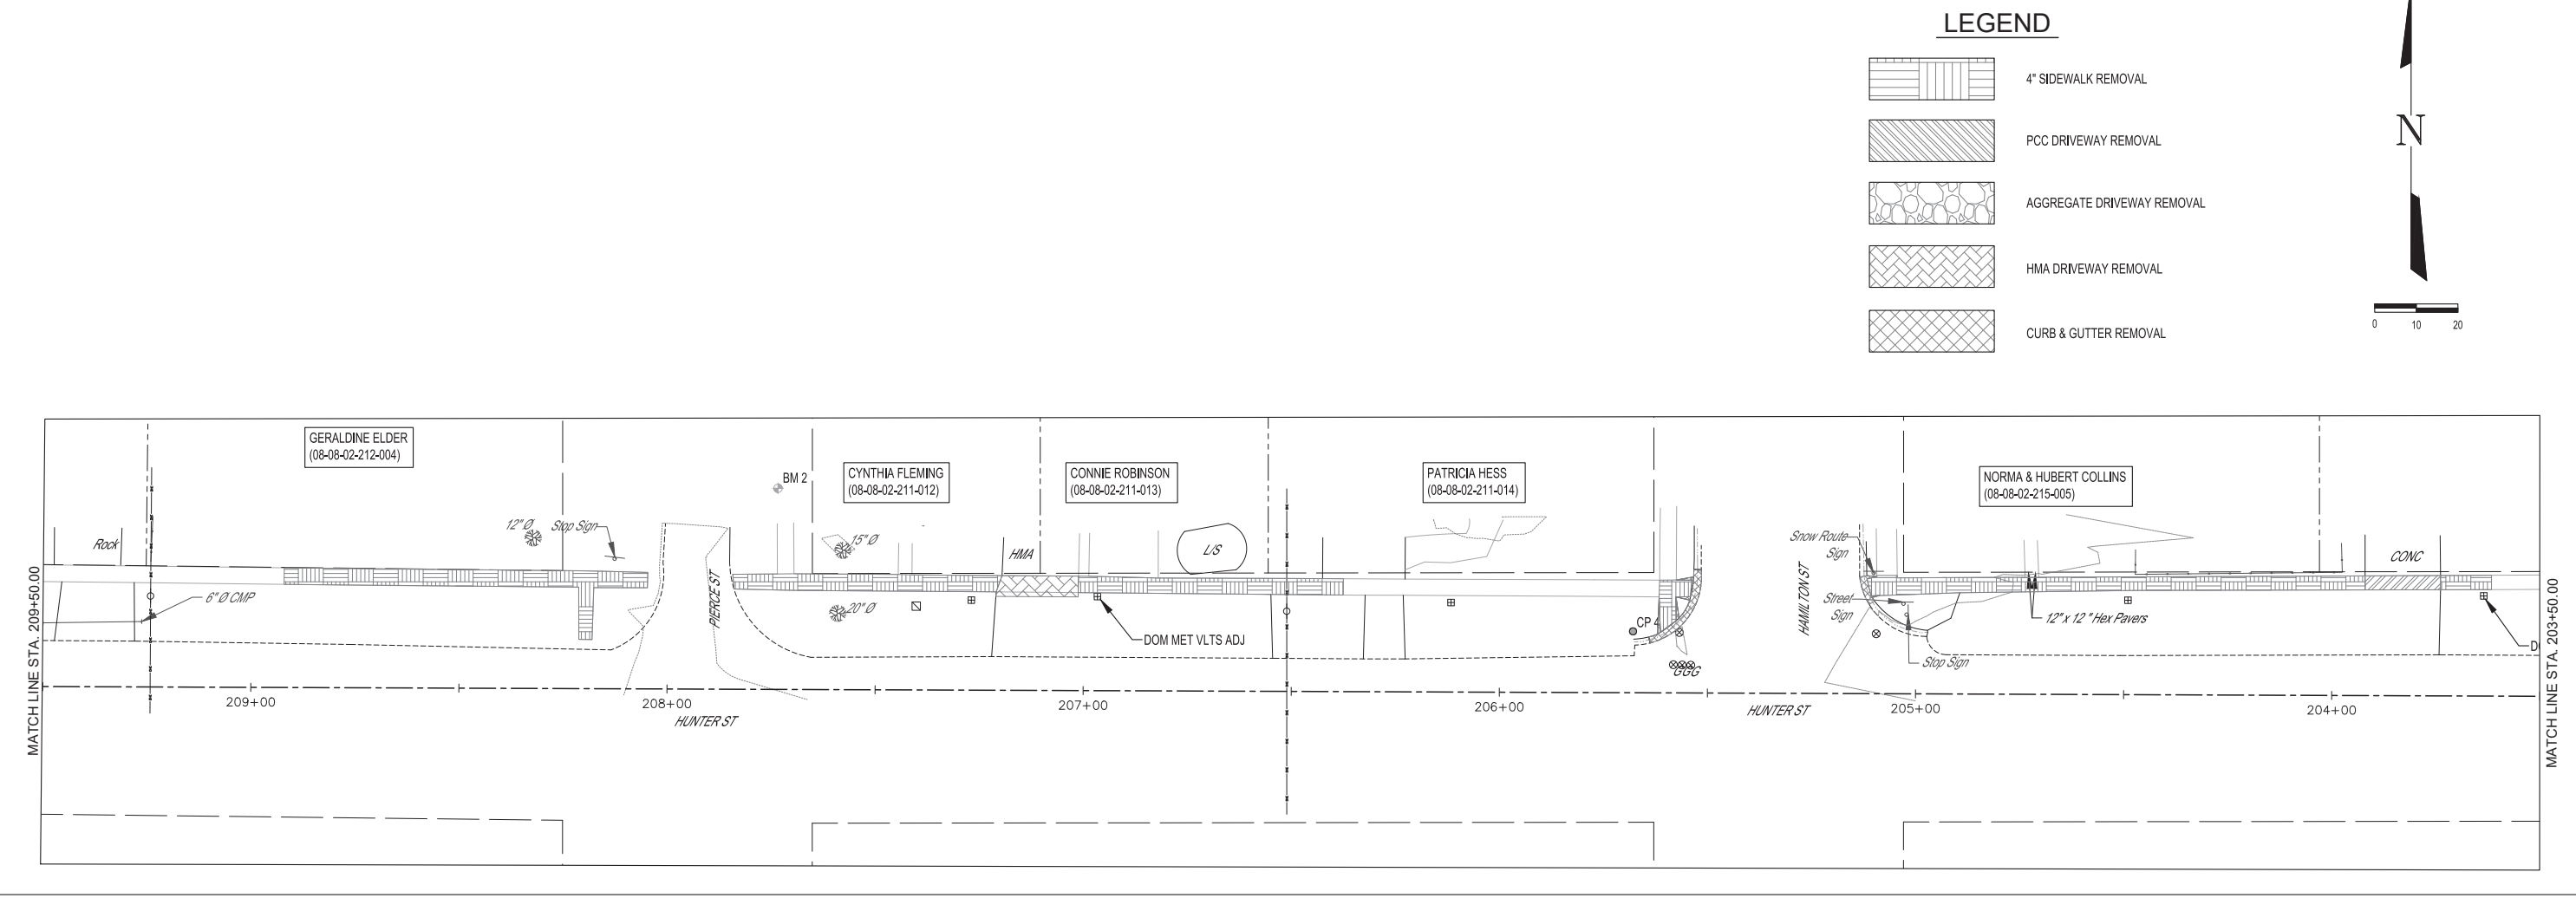 LEGEND
4" SIDEWALK REMOVAL
PCC DRIVEWAY REMOVAL
AGGREGATE DRIVEWAY REMOVAL
HMA DRIVEWAY REMOVAL
CURB & GUTTER REMOVAL
N
0 10 20
MATCH LINE STA. 209+50.00
GERALDINE ELDER
(08-08-02-212-004)
Rock
6" Ø CMP
12" Ø
Stop Sign
PIERCE ST
BM 2
CYNTHIA FLEMING
(08-08-02-211-012)
15" Ø
20" Ø
HMA
CONNIE ROBINSON
(08-08-02-211-013)
L/S
DOM MET VLTS ADJ
PATRICIA HESS
(08-08-02-211-014)
CP 4
GGG
HAMILTON ST
Snow Route
Sign
Street
Sign
Stop Sign
NORMA & HUBERT COLLINS
(08-08-02-215-005)
12" x 12 " Hex Pavers
CONC
D
209+00
208+00
HUNTER ST
207+00
206+00
HUNTER ST
205+00
204+00
MATCH LINE STA. 203+50.00